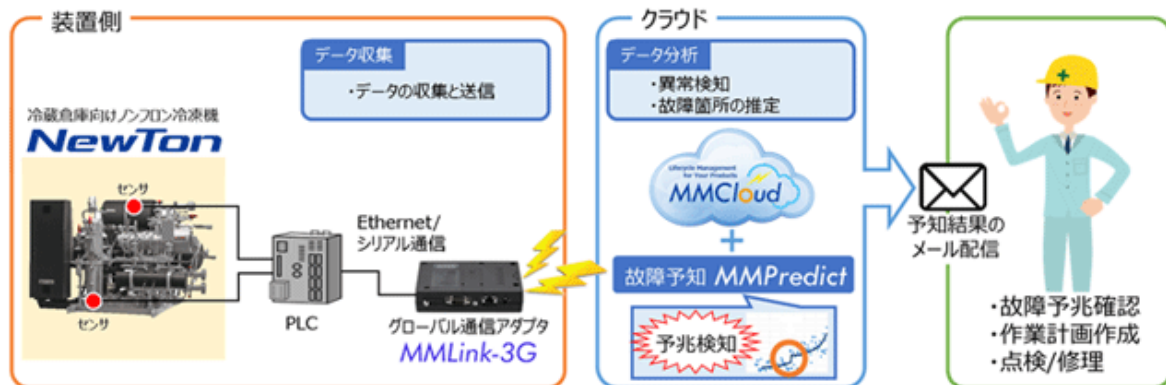 装置側
データ収集
・データの収集と送信
冷蔵倉庫向けノンフロン冷凍機
NewTon
センサ
センサ
Ethernet/
シリアル通信
PLC
グローバル通信アダプタ
MMLink-3G
クラウド
データ分析
・異常検知
・故障箇所の推定
Lifecycle Management
for Your Products
MMCloud
+
故障予知 MMPredict
予兆検知
予知結果の
メール配信
・故障予兆確認
・作業計画作成
・点検/修理